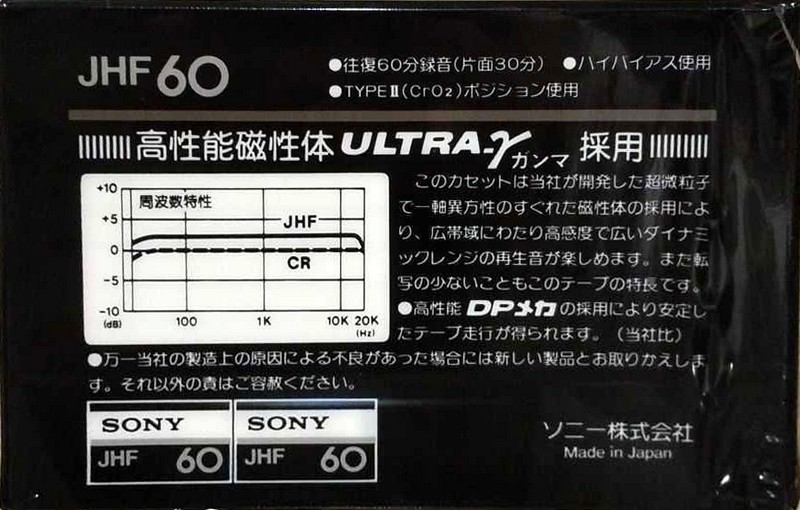 JHF 60
●往復60分録音(片面30分) ●ハイバイアス使用
●TYPEⅡ(CrO₂)ポジション使用
高性能磁性体 ULTRA-γ ガンマ 採用
周波数特性
+10
+5
0
−5
−10
(dB)
JHF
CR
100 1K 10K 20K
(Hz)
このカセットは当社が開発した超微粒子
で一軸異方性のすぐれた磁性体の採用によ
り、広帯域にわたり高感度で広いダイナミ
ックレンジの再生音が楽しめます。また転
写の少ないこともこのテープの特長です。
●高性能 DPメカ の採用により安定し
たテープ走行が得られます。(当社比)
●万一当社の製造上の原因による不良があった場合には新しい製品とお取りかえしま
す。それ以外の責はご容赦ください。
SONY SONY
JHF 60 JHF 60
ソニー株式会社
Made in Japan